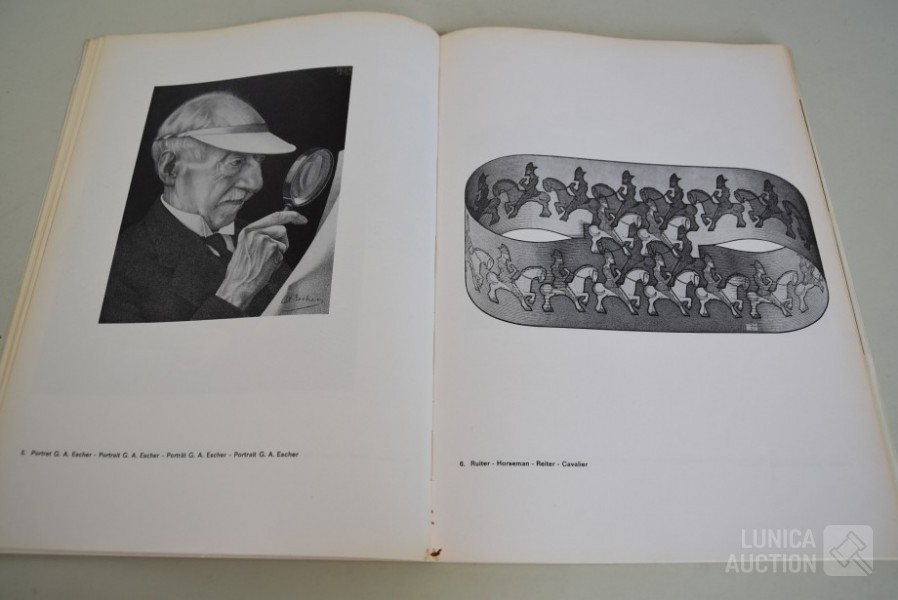 5. Portret G. A. Escher - Portrait G. A. Escher - Porträt G. A. Escher - Portrait G. A. Escher
6. Ruiter - Horseman - Reiter - Cavalier
LUNICA
AUCTION